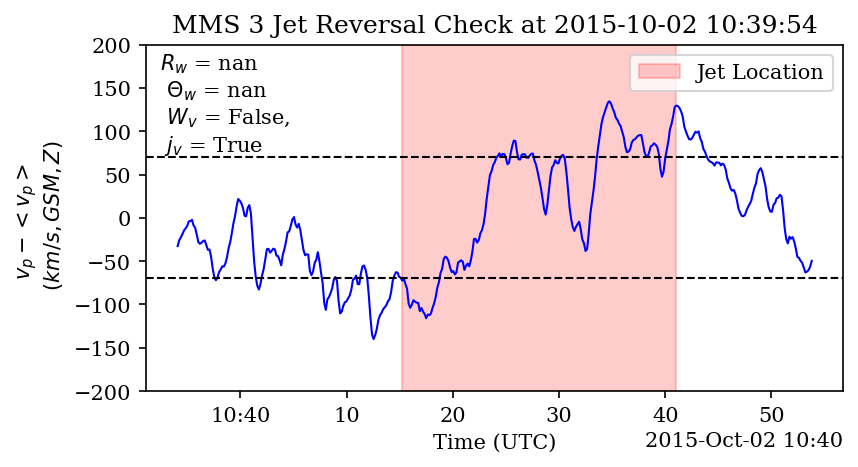 MMS 3 Jet Reversal Check at 2015-10-02 10:39:54
R_w = nan
Θ_w = nan
W_v = False,
j_v = True
Jet Location
200
150
100
50
0
−50
−100
−150
−200
v_p − < v_p >
(km/s, GSM, Z)
10:40 10 20 30 40 50
Time (UTC)
2015-Oct-02 10:40